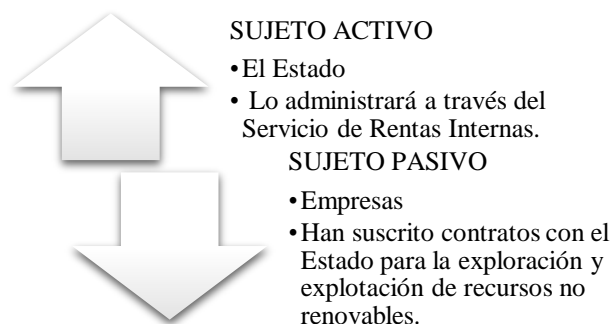 SUJETO ACTIVO
•El Estado
• Lo administrará a través del
Servicio de Rentas Internas.
SUJETO PASIVO
•Empresas
•Han suscrito contratos con el
Estado para la exploración y
explotación de recursos no
renovables.